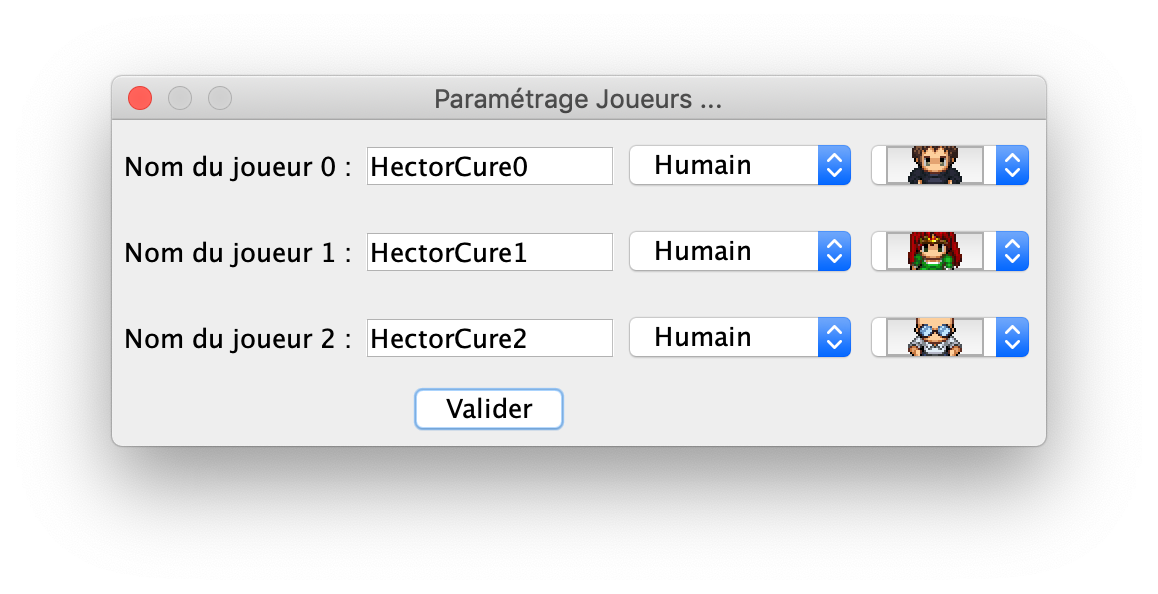 Paramétrage Joueurs ...
Nom du joueur 0 : HectorCure0 Humain
Nom du joueur 1 : HectorCure1 Humain
Nom du joueur 2 : HectorCure2 Humain
Valider